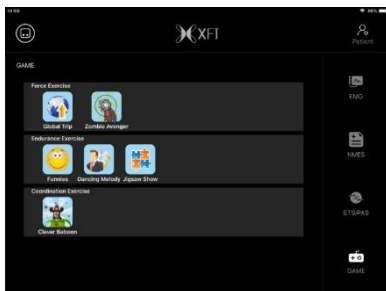 XFT
Patient
GAME
Force Exercise
Global Trip Zombie Avenger
EMG
Endurance Exercise
Funnies Dancing Melody Jigsaw Show
NMES
Coordination Exercise
Clever Baboon
ETS/PAS
GAME